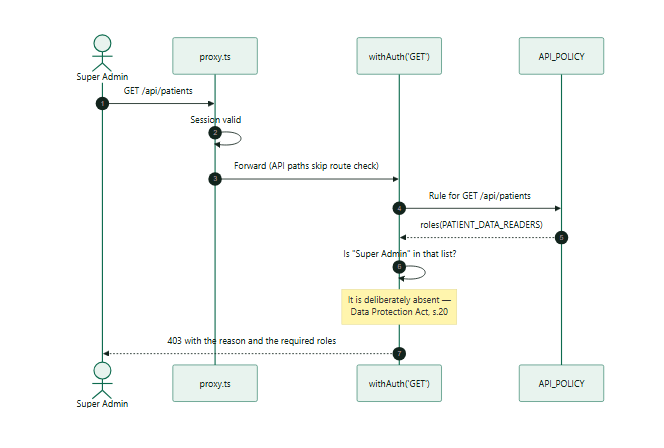 proxy.ts
withAuth('GET')
API_POLICY
Super Admin
GET /api/patients
1
Session valid
2
Forward (API paths skip route check)
3
Rule for GET /api/patients
4
roles(PATIENT_DATA_READERS)
5
Is "Super Admin" in that list?
6
It is deliberately absent —
Data Protection Act, s.20
403 with the reason and the required roles
7
proxy.ts
withAuth('GET')
API_POLICY
Super Admin